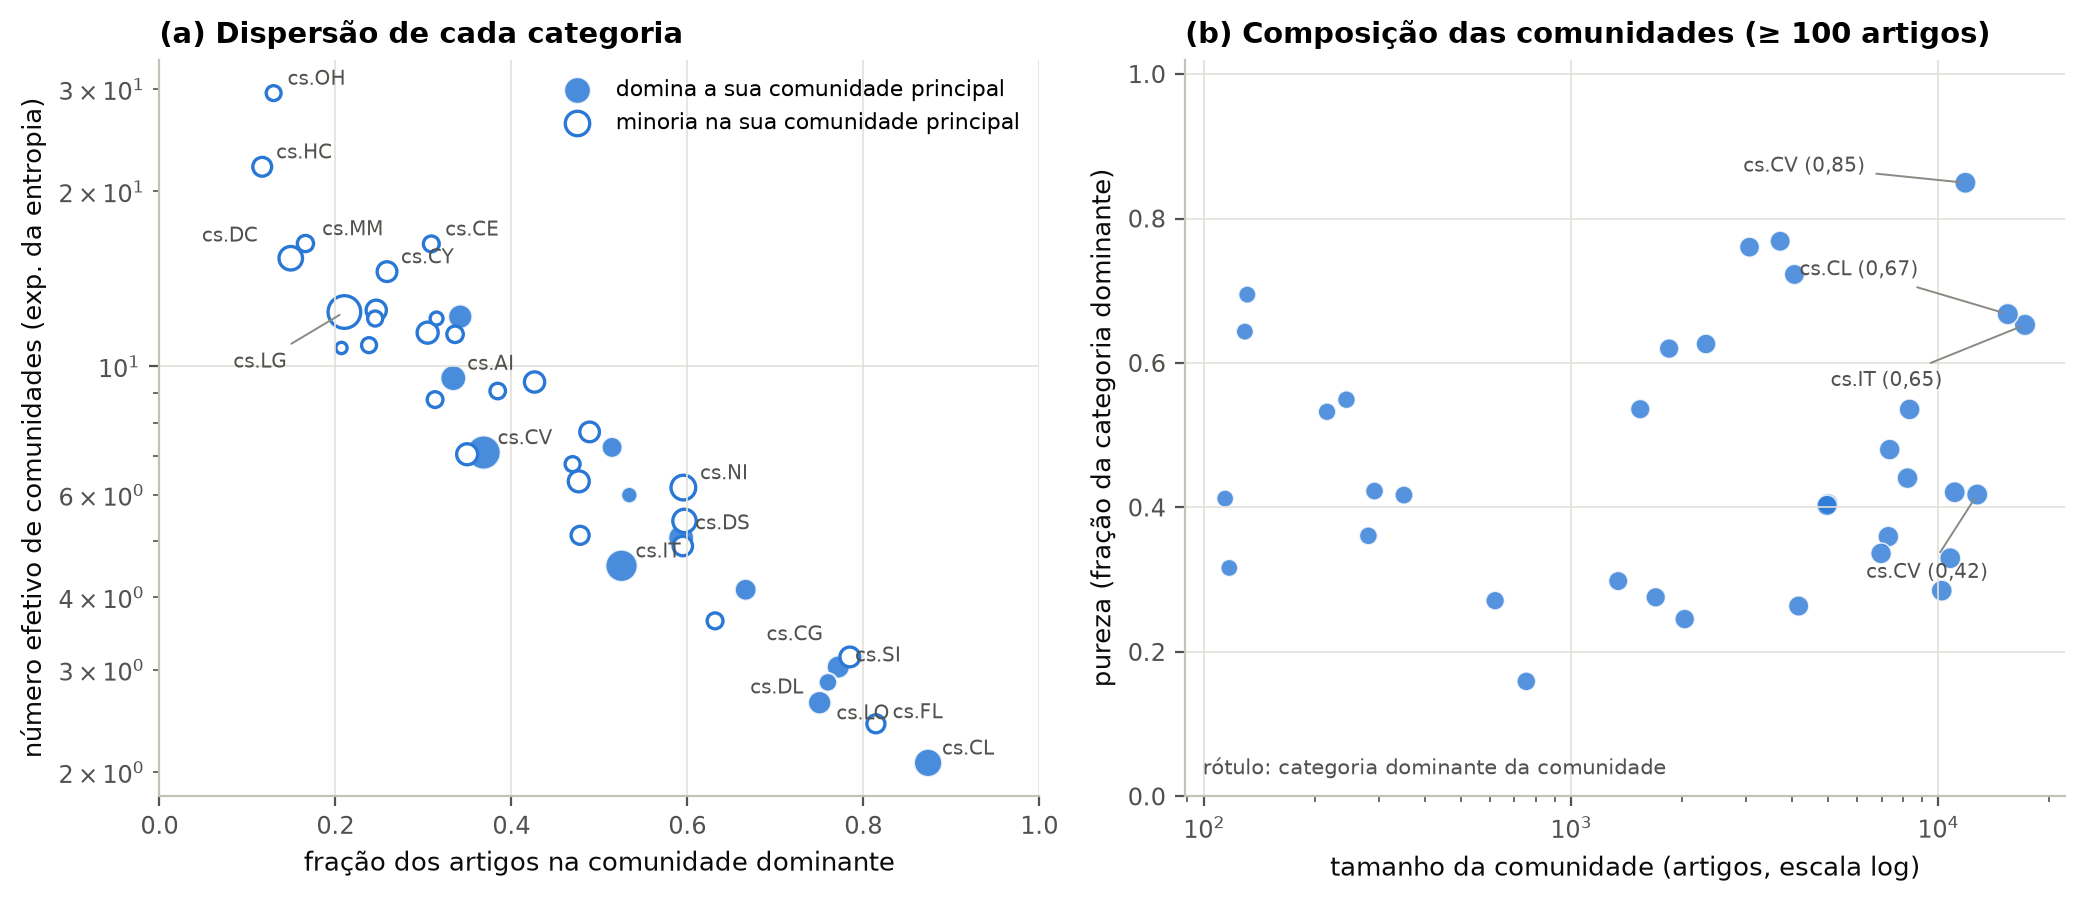 (a) Dispersão de cada categoria
número efetivo de comunidades (exp. da entropia)
3 × 10¹
2 × 10¹
10¹
6 × 10⁰
4 × 10⁰
3 × 10⁰
2 × 10⁰
domina a sua comunidade principal
minoria na sua comunidade principal
cs.OH
cs.HC
cs.DC
cs.MM
cs.CE
cs.CY
cs.LG
cs.AI
cs.CV
cs.NI
cs.DS
cs.IT
cs.CG
cs.SI
cs.DL
cs.LO
cs.FL
cs.CL
0.0
0.2
0.4
0.6
0.8
1.0
fração dos artigos na comunidade dominante
(b) Composição das comunidades (≥ 100 artigos)
pureza (fração da categoria dominante)
1.0
0.8
0.6
0.4
0.2
0.0
cs.CV (0,85)
cs.CL (0,67)
cs.IT (0,65)
cs.CV (0,42)
rótulo: categoria dominante da comunidade
10²
10³
10⁴
tamanho da comunidade (artigos, escala log)